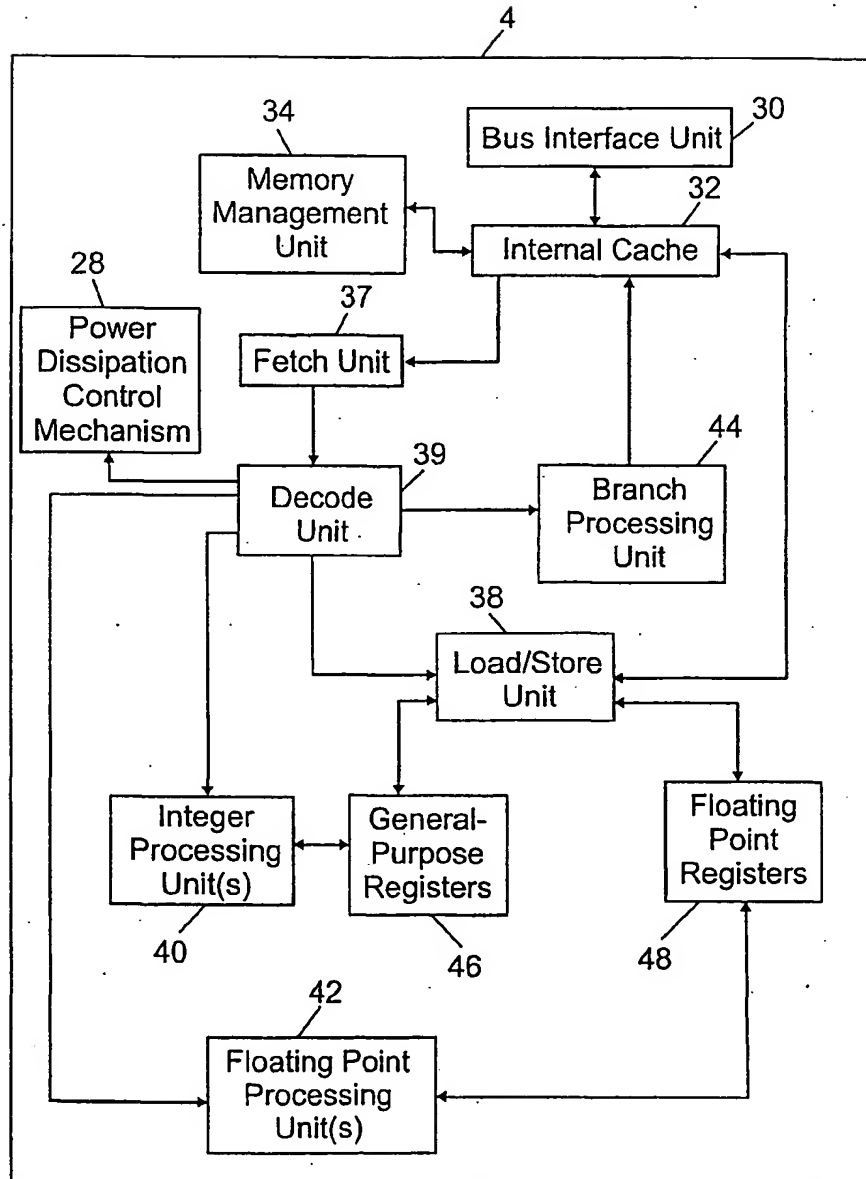 4
34
30
Bus Interface Unit
Memory
Management
Unit
32
Internal Cache
28
Power
Dissipation
Control
Mechanism
37
Fetch Unit
39
Decode
Unit
44
Branch
Processing
Unit
38
Load/Store
Unit
Integer
Processing
Unit(s)
40
General-
Purpose
Registers
46
Floating
Point
Registers
48
42
Floating Point
Processing
Unit(s)